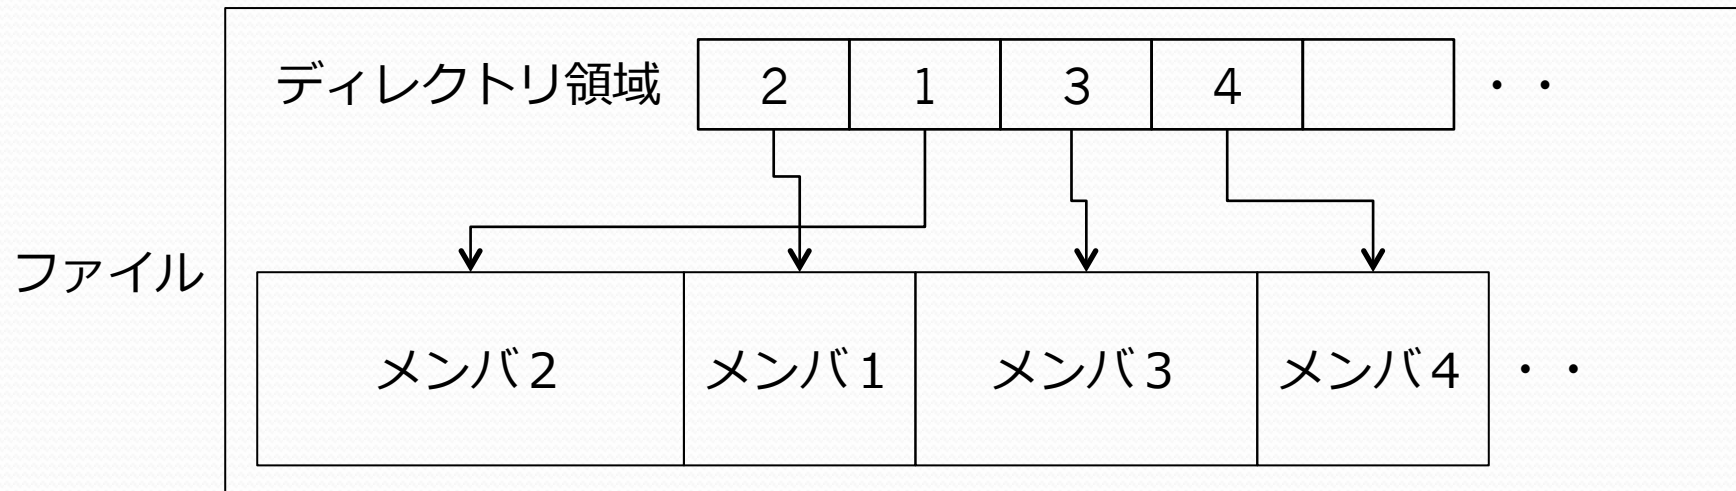 ディレクトリ領域 2 1 3 4 ・・
ファイル
メンバ2 メンバ1 メンバ3 メンバ4 ・・